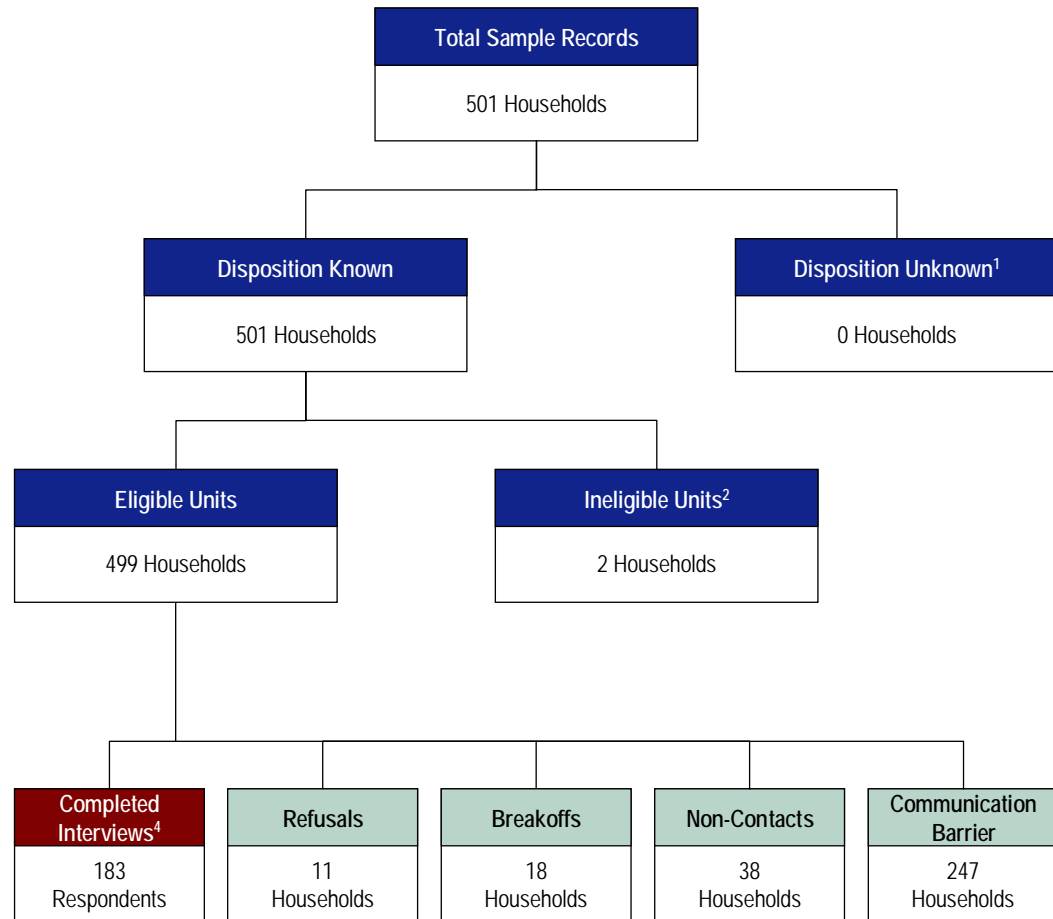 Total Sample Records
501 Households
Disposition Known
Disposition Unknown¹
501 Households
0 Households
Eligible Units
Ineligible Units²
499 Households
2 Households
Completed
Interviews⁴
183
Respondents
Refusals
11
Households
Breakoffs
18
Households
Non-Contacts
38
Households
Communication
Barrier
247
Households